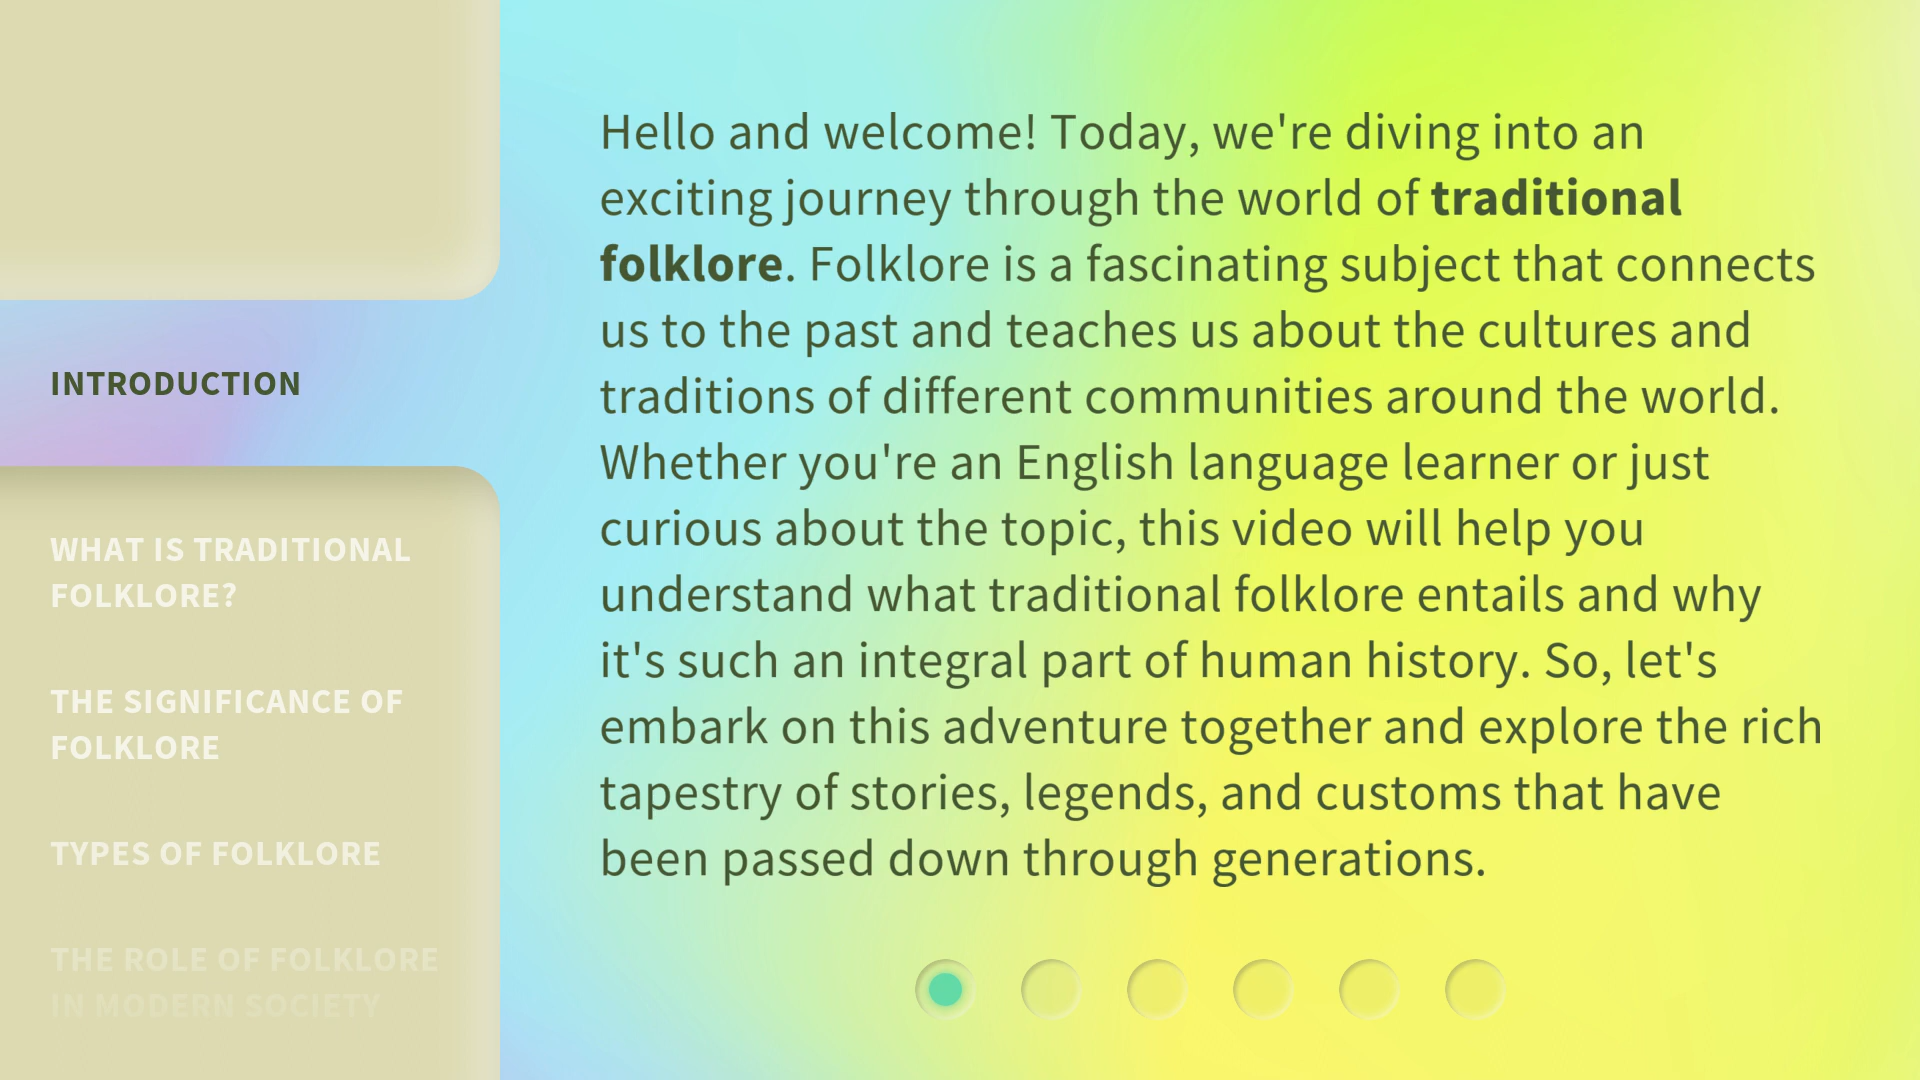 INTRODUCTION
WHAT IS TRADITIONAL
FOLKLORE?
THE SIGNIFICANCE OF
FOLKLORE
TYPES OF FOLKLORE
THE ROLE OF FOLKLORE
IN MODERN SOCIETY
Hello and welcome! Today, we're diving into an
exciting journey through the world of traditional
folklore. Folklore is a fascinating subject that connects
us to the past and teaches us about the cultures and
traditions of different communities around the world.
Whether you're an English language learner or just
curious about the topic, this video will help you
understand what traditional folklore entails and why
it's such an integral part of human history. So, let's
embark on this adventure together and explore the rich
tapestry of stories, legends, and customs that have
been passed down through generations.